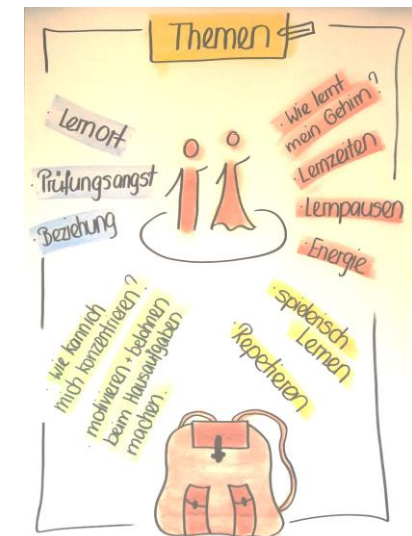 Themen
· Lernort
· Prüfungsangst
· Beziehung
· Wie lernt
mein Gehirn?
· Lernzeiten
· Lernpausen
· Energie
· wie kann ich
mich konzentrieren?
· motivieren + belohnen
beim Hausaufgaben
machen.
· spielerisch
Lernen
· Repetieren